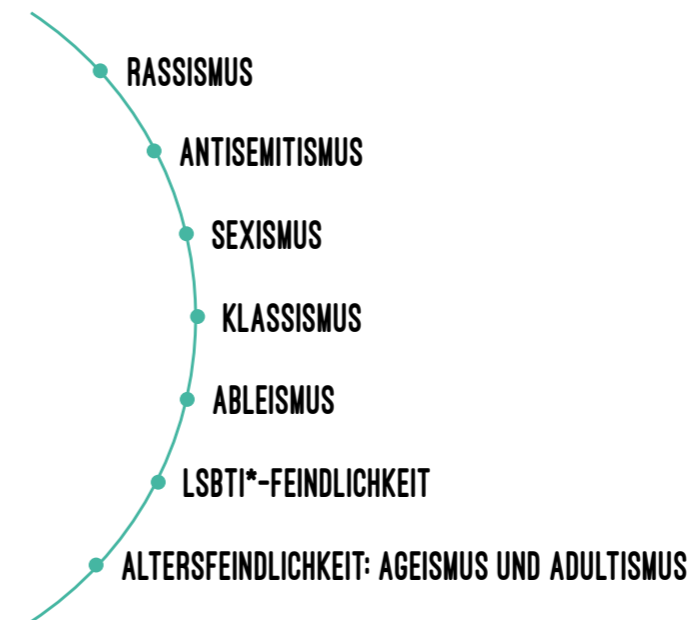 RASSISMUS
ANTISEMITISMUS
SEXISMUS
KLASSISMUS
ABLEISMUS
LSBTI*-FEINDLICHKEIT
ALTERSFEINDLICHKEIT: AGEISMUS UND ADULTISMUS